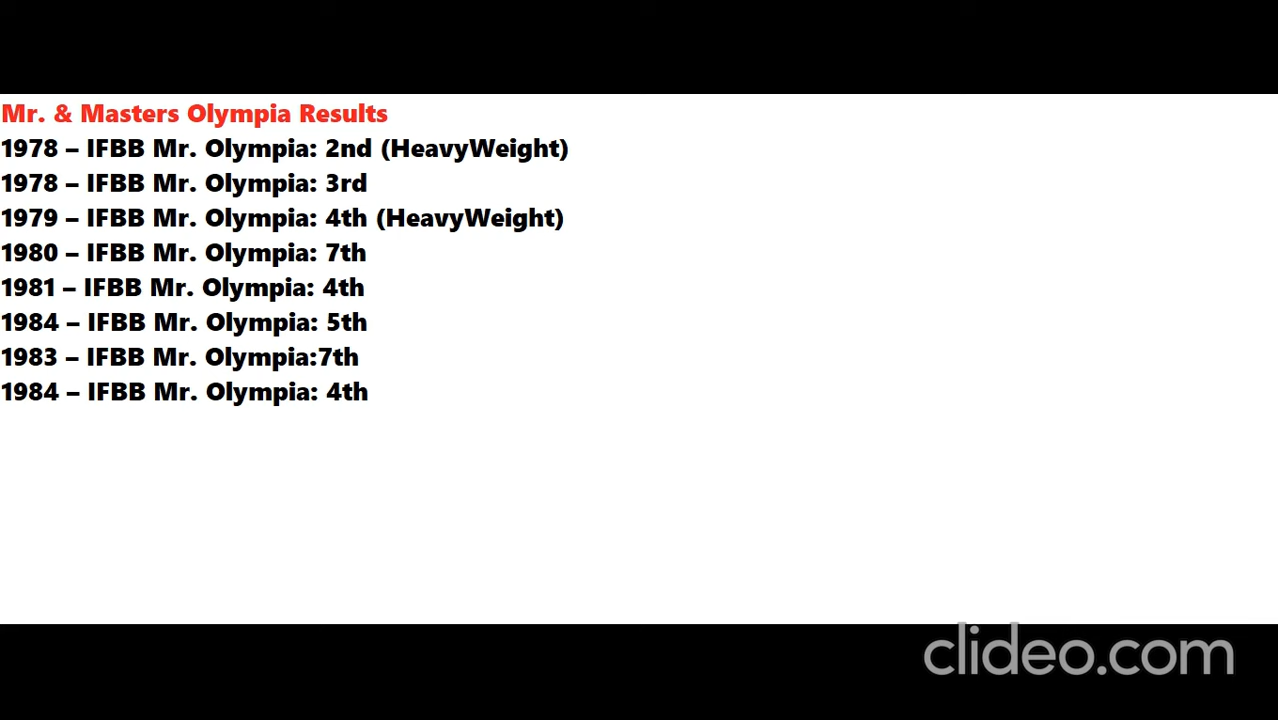 Mr. & Masters Olympia Results
1978 – IFBB Mr. Olympia: 2nd (HeavyWeight)
1978 – IFBB Mr. Olympia: 3rd
1979 – IFBB Mr. Olympia: 4th (HeavyWeight)
1980 – IFBB Mr. Olympia: 7th
1981 – IFBB Mr. Olympia: 4th
1984 – IFBB Mr. Olympia: 5th
1983 – IFBB Mr. Olympia:7th
1984 – IFBB Mr. Olympia: 4th
clideo.com